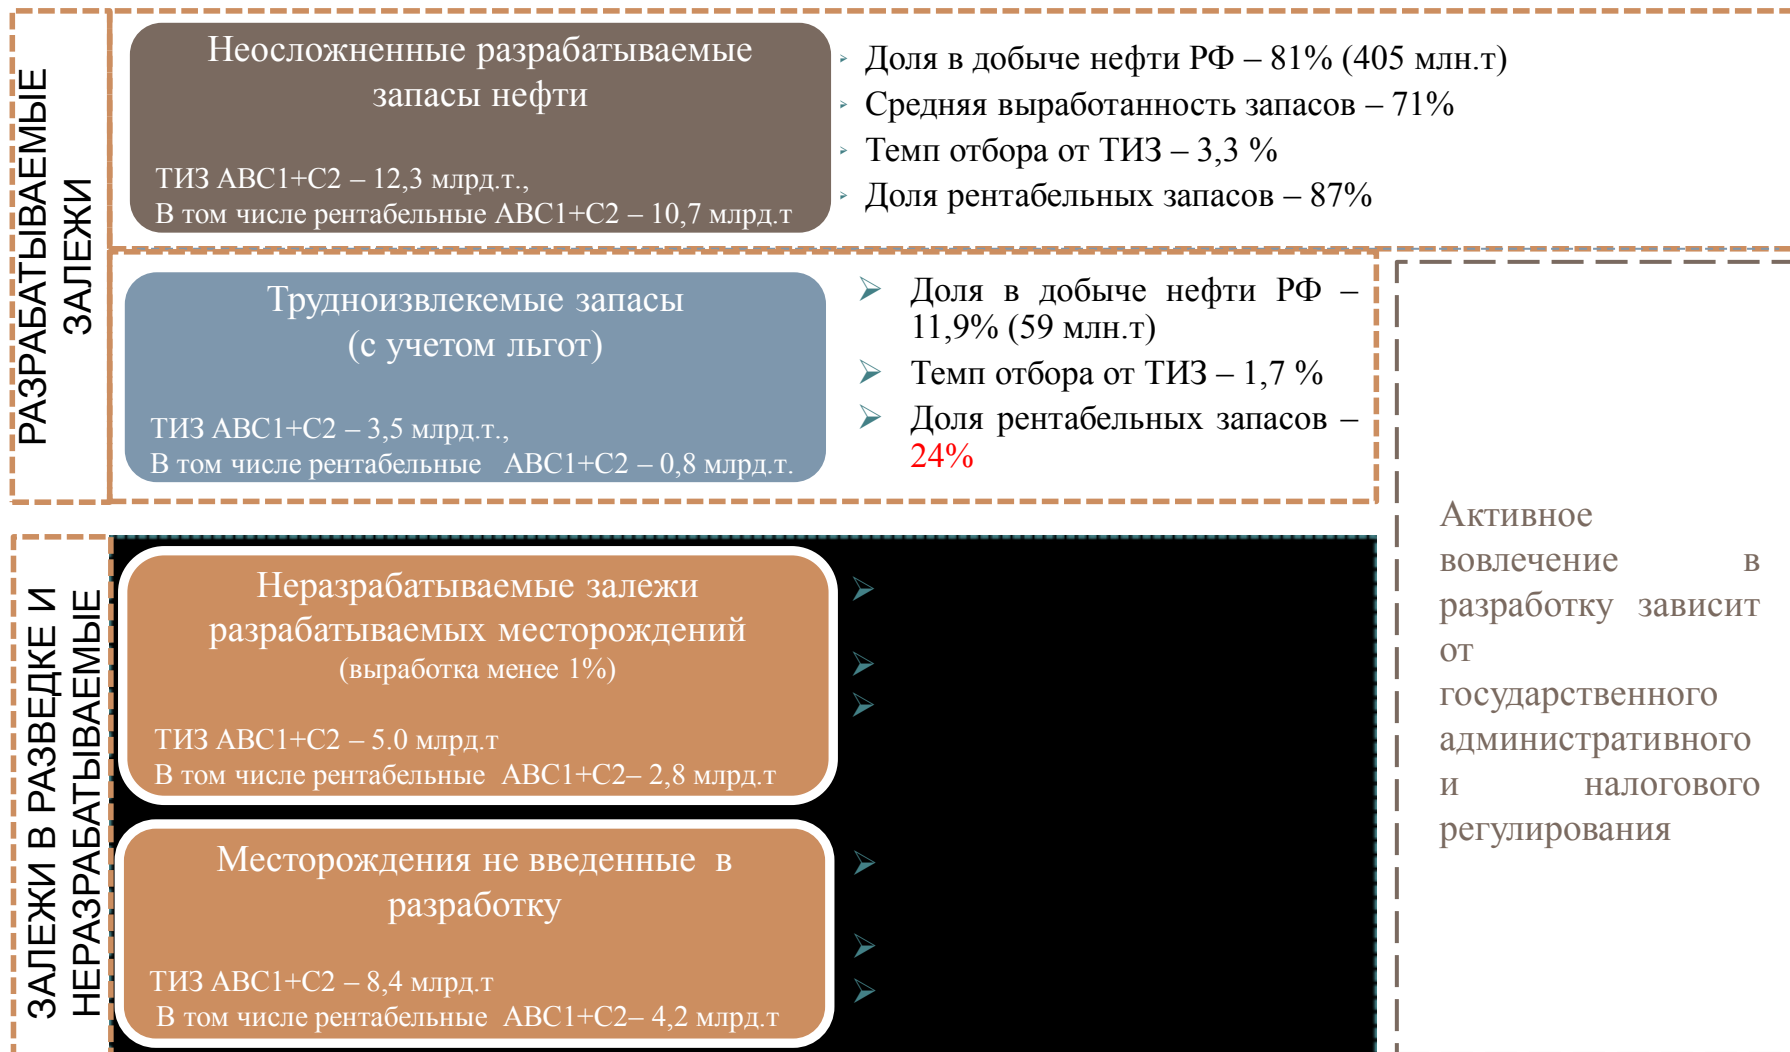 РАЗРАБАТЫВАЕМЫЕ
ЗАЛЕЖИ
Неосложненные разрабатываемые
запасы нефти
ТИЗ АВС1+С2 – 12,3 млрд.т.,
В том числе рентабельные АВС1+С2 – 10,7 млрд.т
Доля в добыче нефти РФ – 81% (405 млн.т)
Средняя выработанность запасов – 71%
Темп отбора от ТИЗ – 3,3 %
Доля рентабельных запасов – 87%
Трудноизвлекемые запасы
(с учетом льгот)
ТИЗ АВС1+С2 – 3,5 млрд.т.,
В том числе рентабельные АВС1+С2 – 0,8 млрд.т.
Доля в добыче нефти РФ –
11,9% (59 млн.т)
Темп отбора от ТИЗ – 1,7 %
Доля рентабельных запасов –
24%
ЗАЛЕЖИ В РАЗВЕДКЕ И
НЕРАЗРАБАТЫВАЕМЫЕ
Неразрабатываемые залежи
разрабатываемых месторождений
(выработка менее 1%)
ТИЗ АВС1+С2 – 5.0 млрд.т
В том числе рентабельные АВС1+С2– 2,8 млрд.т
Месторождения не введенные в
разработку
ТИЗ АВС1+С2 – 8,4 млрд.т
В том числе рентабельные АВС1+С2– 4,2 млрд.т
Активное
вовлечение в
разработку зависит
от
государственного
административного
и налогового
регулирования